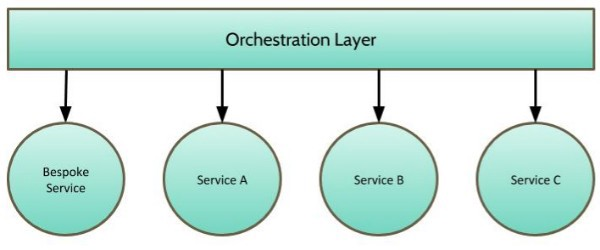 Orchestration Layer
Bespoke
Service
Service A
Service B
Service C